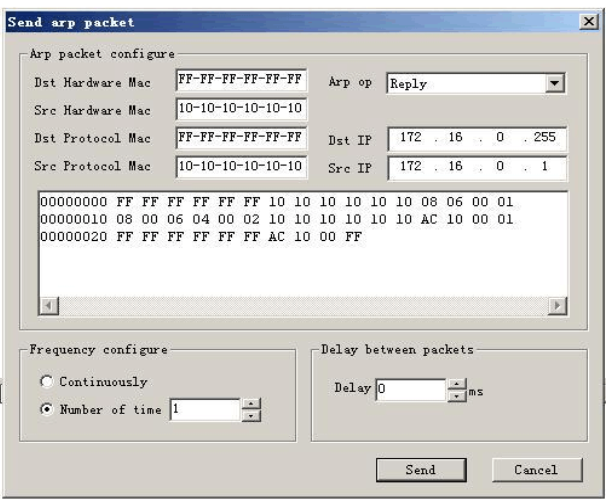 Send arp packet
Arp packet configure
Dst Hardware Mac FF-FF-FF-FF-FF-FF Arp op Reply
Src Hardware Mac 10-10-10-10-10-10
Dst Protocol Mac FF-FF-FF-FF-FF-FF Dst IP 172 . 16 . 0 . 255
Src Protocol Mac 10-10-10-10-10-10 Src IP 172 . 16 . 0 . 1
00000000 FF FF FF FF FF FF 10 10 10 10 10 10 08 06 00 01
00000010 08 00 06 04 00 02 10 10 10 10 10 10 AC 10 00 01
00000020 FF FF FF FF FF FF AC 10 00 FF
Frequency configure Delay between packets
Continuously
Delay 0 ms
Number of time 1
Send Cancel